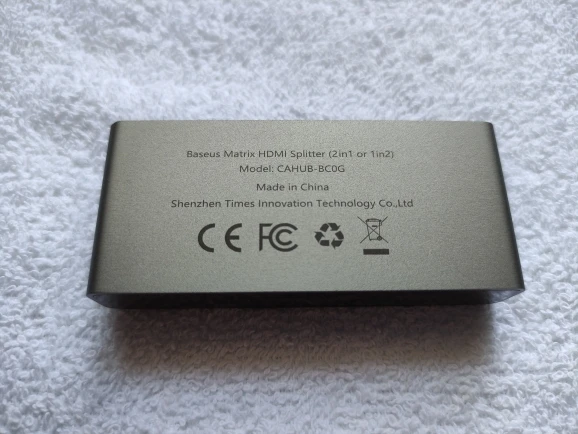 Baseus Matrix HDMI Splitter (2in1 or 1in2)
Model: CAHUB-BC0G
Made in China
Shenzhen Times Innovation Technology Co.,Ltd
CE FC